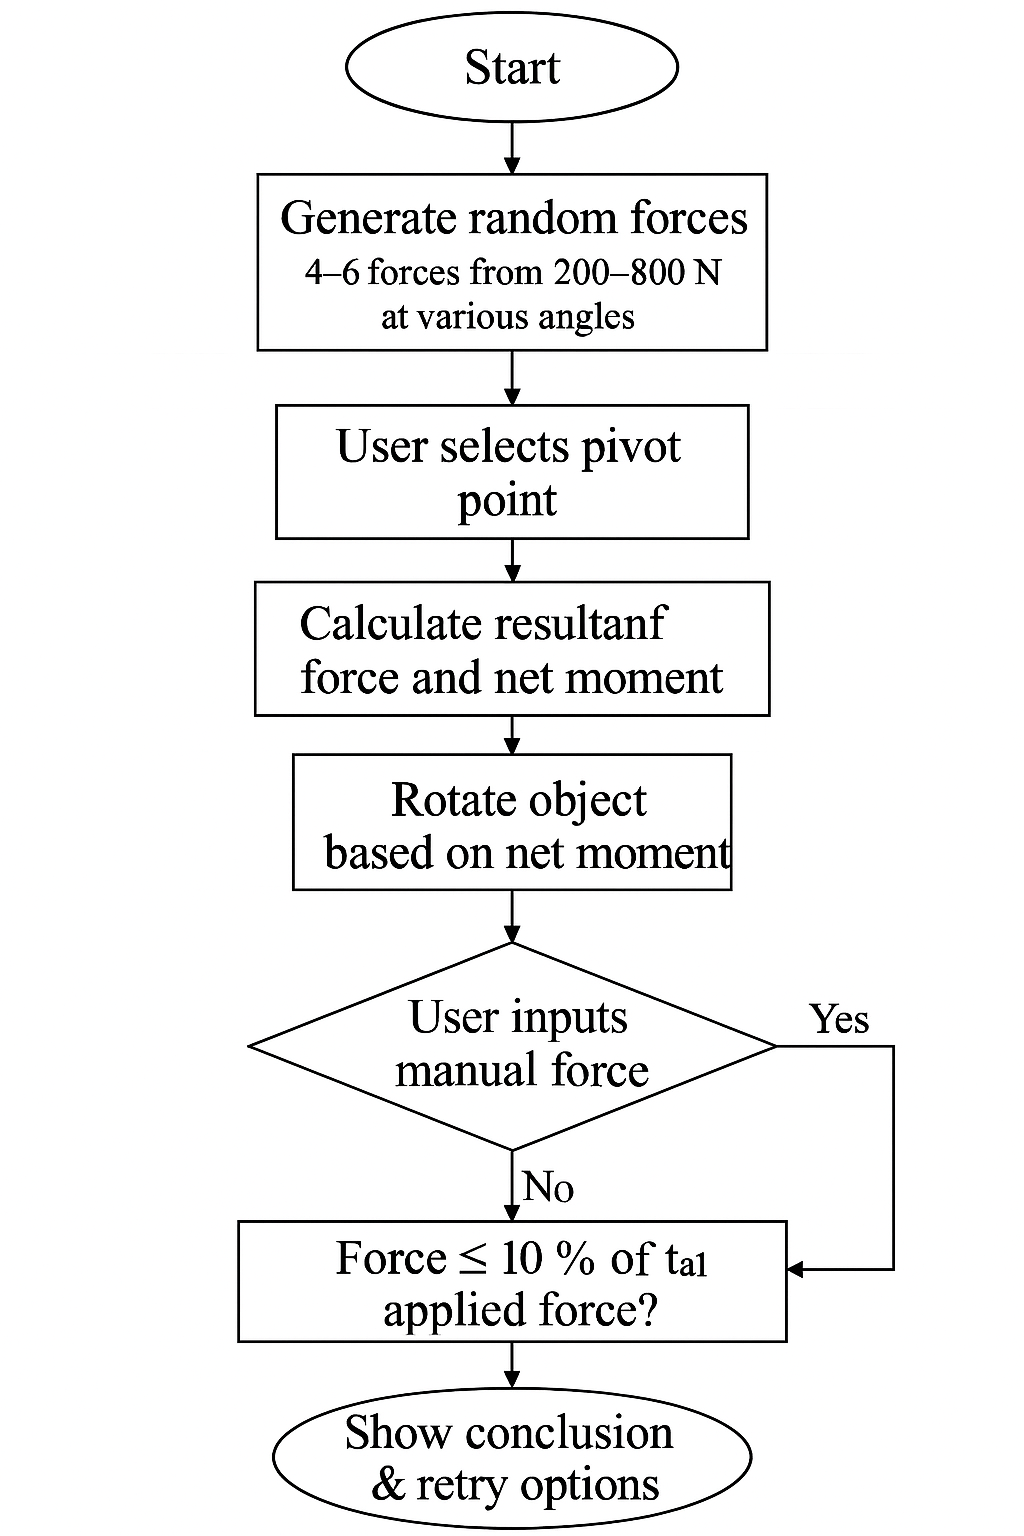 Start
Generate random forces
4–6 forces from 200–800 N
at various angles
User selects pivot
point
Calculate resultanf
force and net moment
Rotate object
based on net moment
User inputs
manual force
Yes
No
Force ≤ 10 % of ta1
applied force?
Show conclusion
& retry options